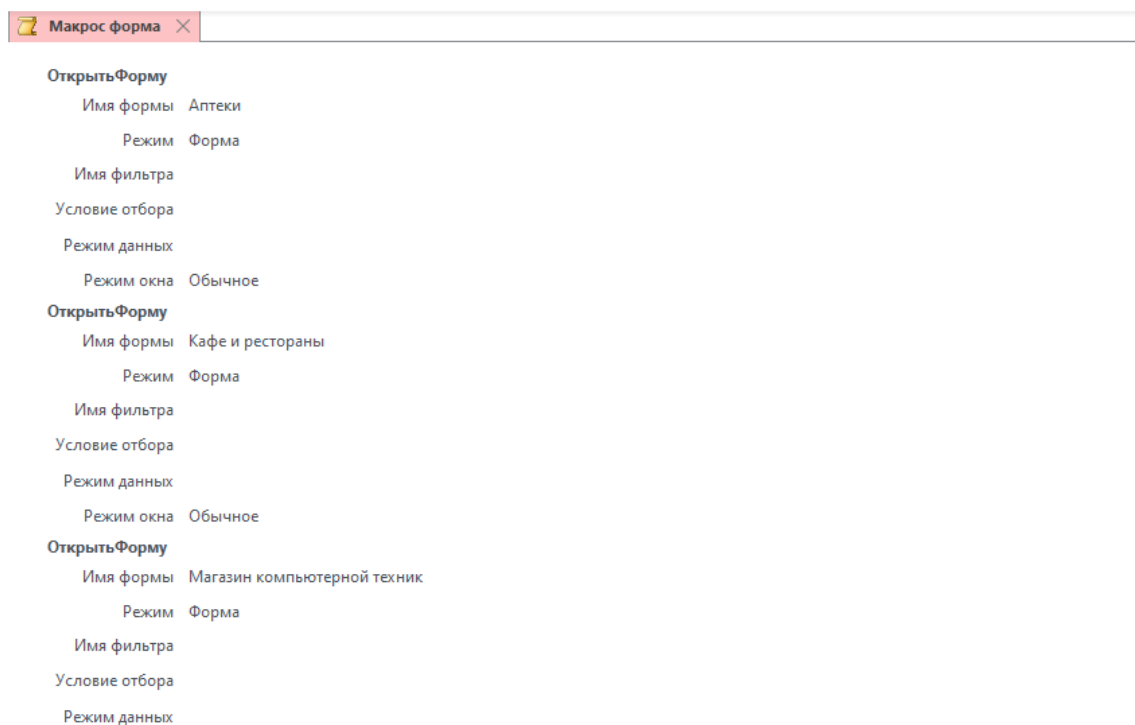 Макрос форма
ОткрытьФорму
Имя формы Аптеки
Режим Форма
Имя фильтра
Условие отбора
Режим данных
Режим окна Обычное
ОткрытьФорму
Имя формы Кафе и рестораны
Режим Форма
Имя фильтра
Условие отбора
Режим данных
Режим окна Обычное
ОткрытьФорму
Имя формы Магазин компьютерной техник
Режим Форма
Имя фильтра
Условие отбора
Режим данных